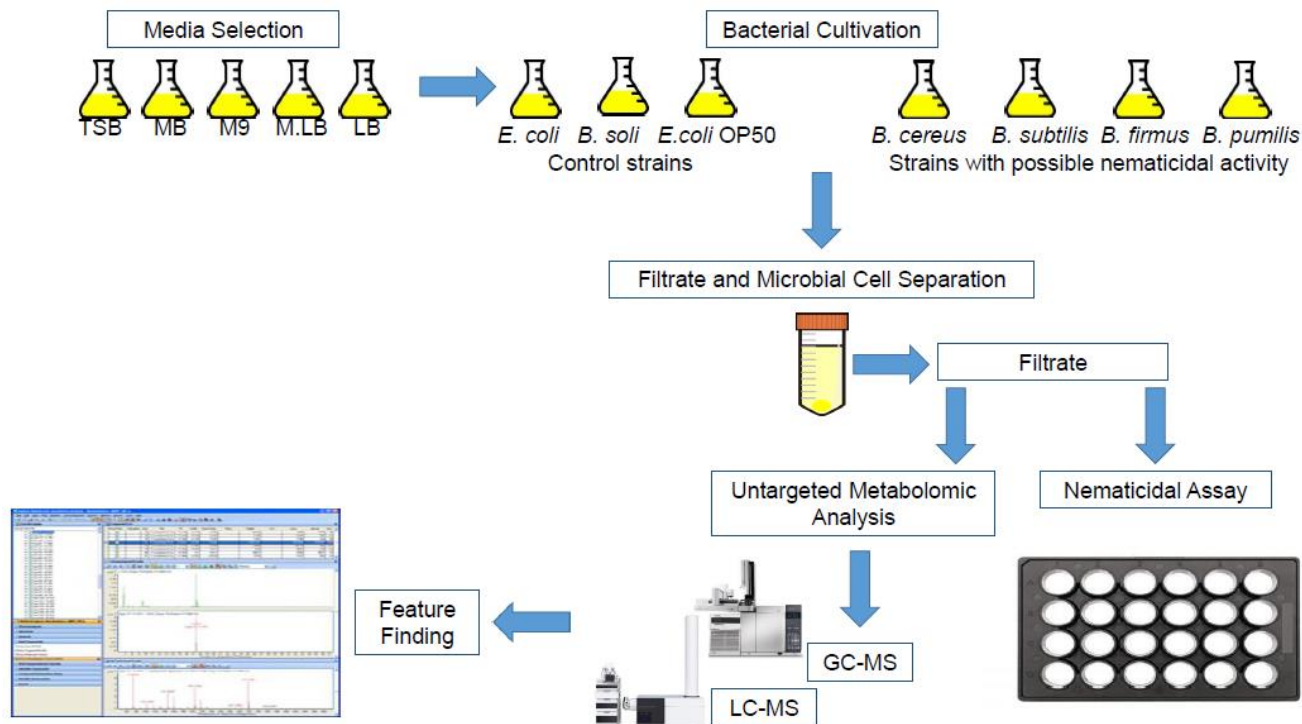 Media Selection
Bacterial Cultivation
TSB MB M9 M.LB LB
E. coli B. soli E.coli OP50
Control strains
B. cereus B. subtilis B. firmus B. pumilis
Strains with possible nematicidal activity
Filtrate and Microbial Cell Separation
Filtrate
Untargeted Metabolomic
Analysis
Nematicidal Assay
Feature
Finding
GC-MS
LC-MS